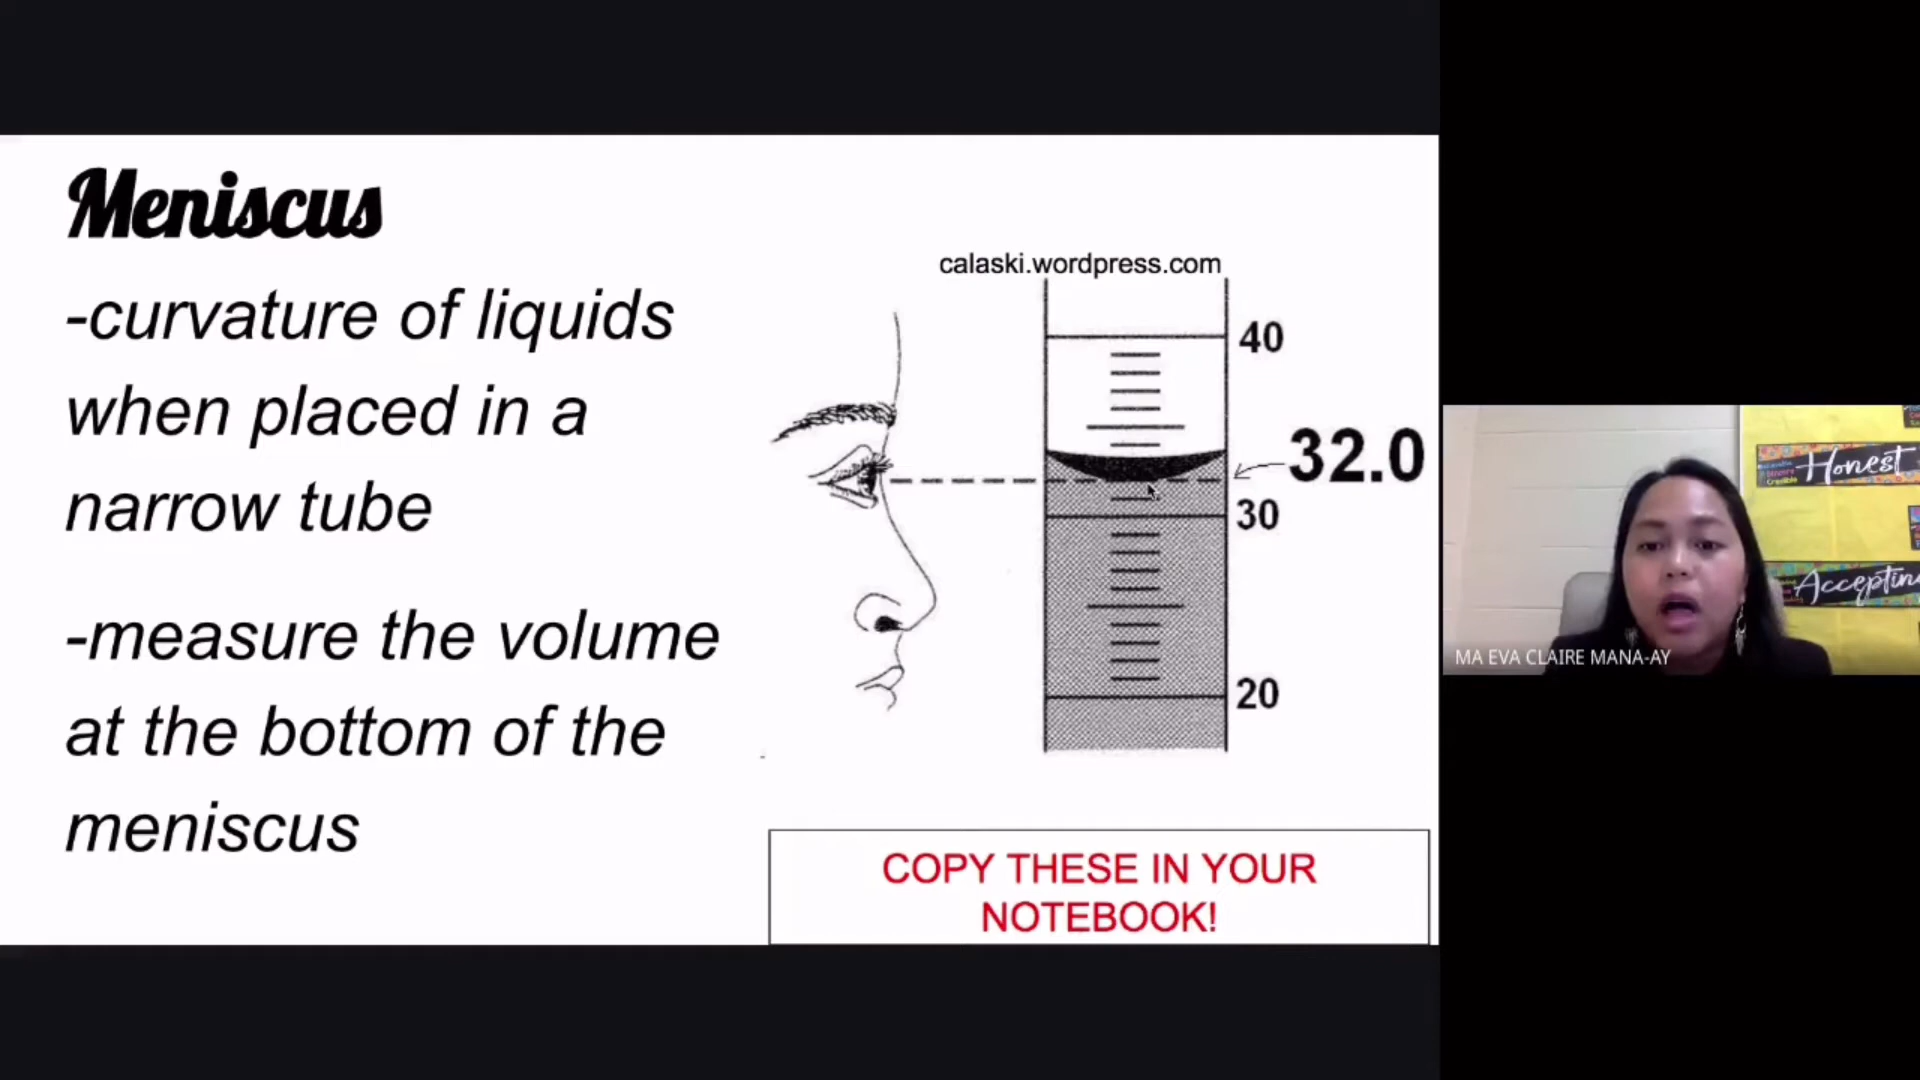 Meniscus
-curvature of liquids
when placed in a
narrow tube
-measure the volume
at the bottom of the
meniscus
calaski.wordpress.com
40
32.0
30
20
COPY THESE IN YOUR
NOTEBOOK!
Honest
Accepting
MA EVA CLAIRE MANA-AY